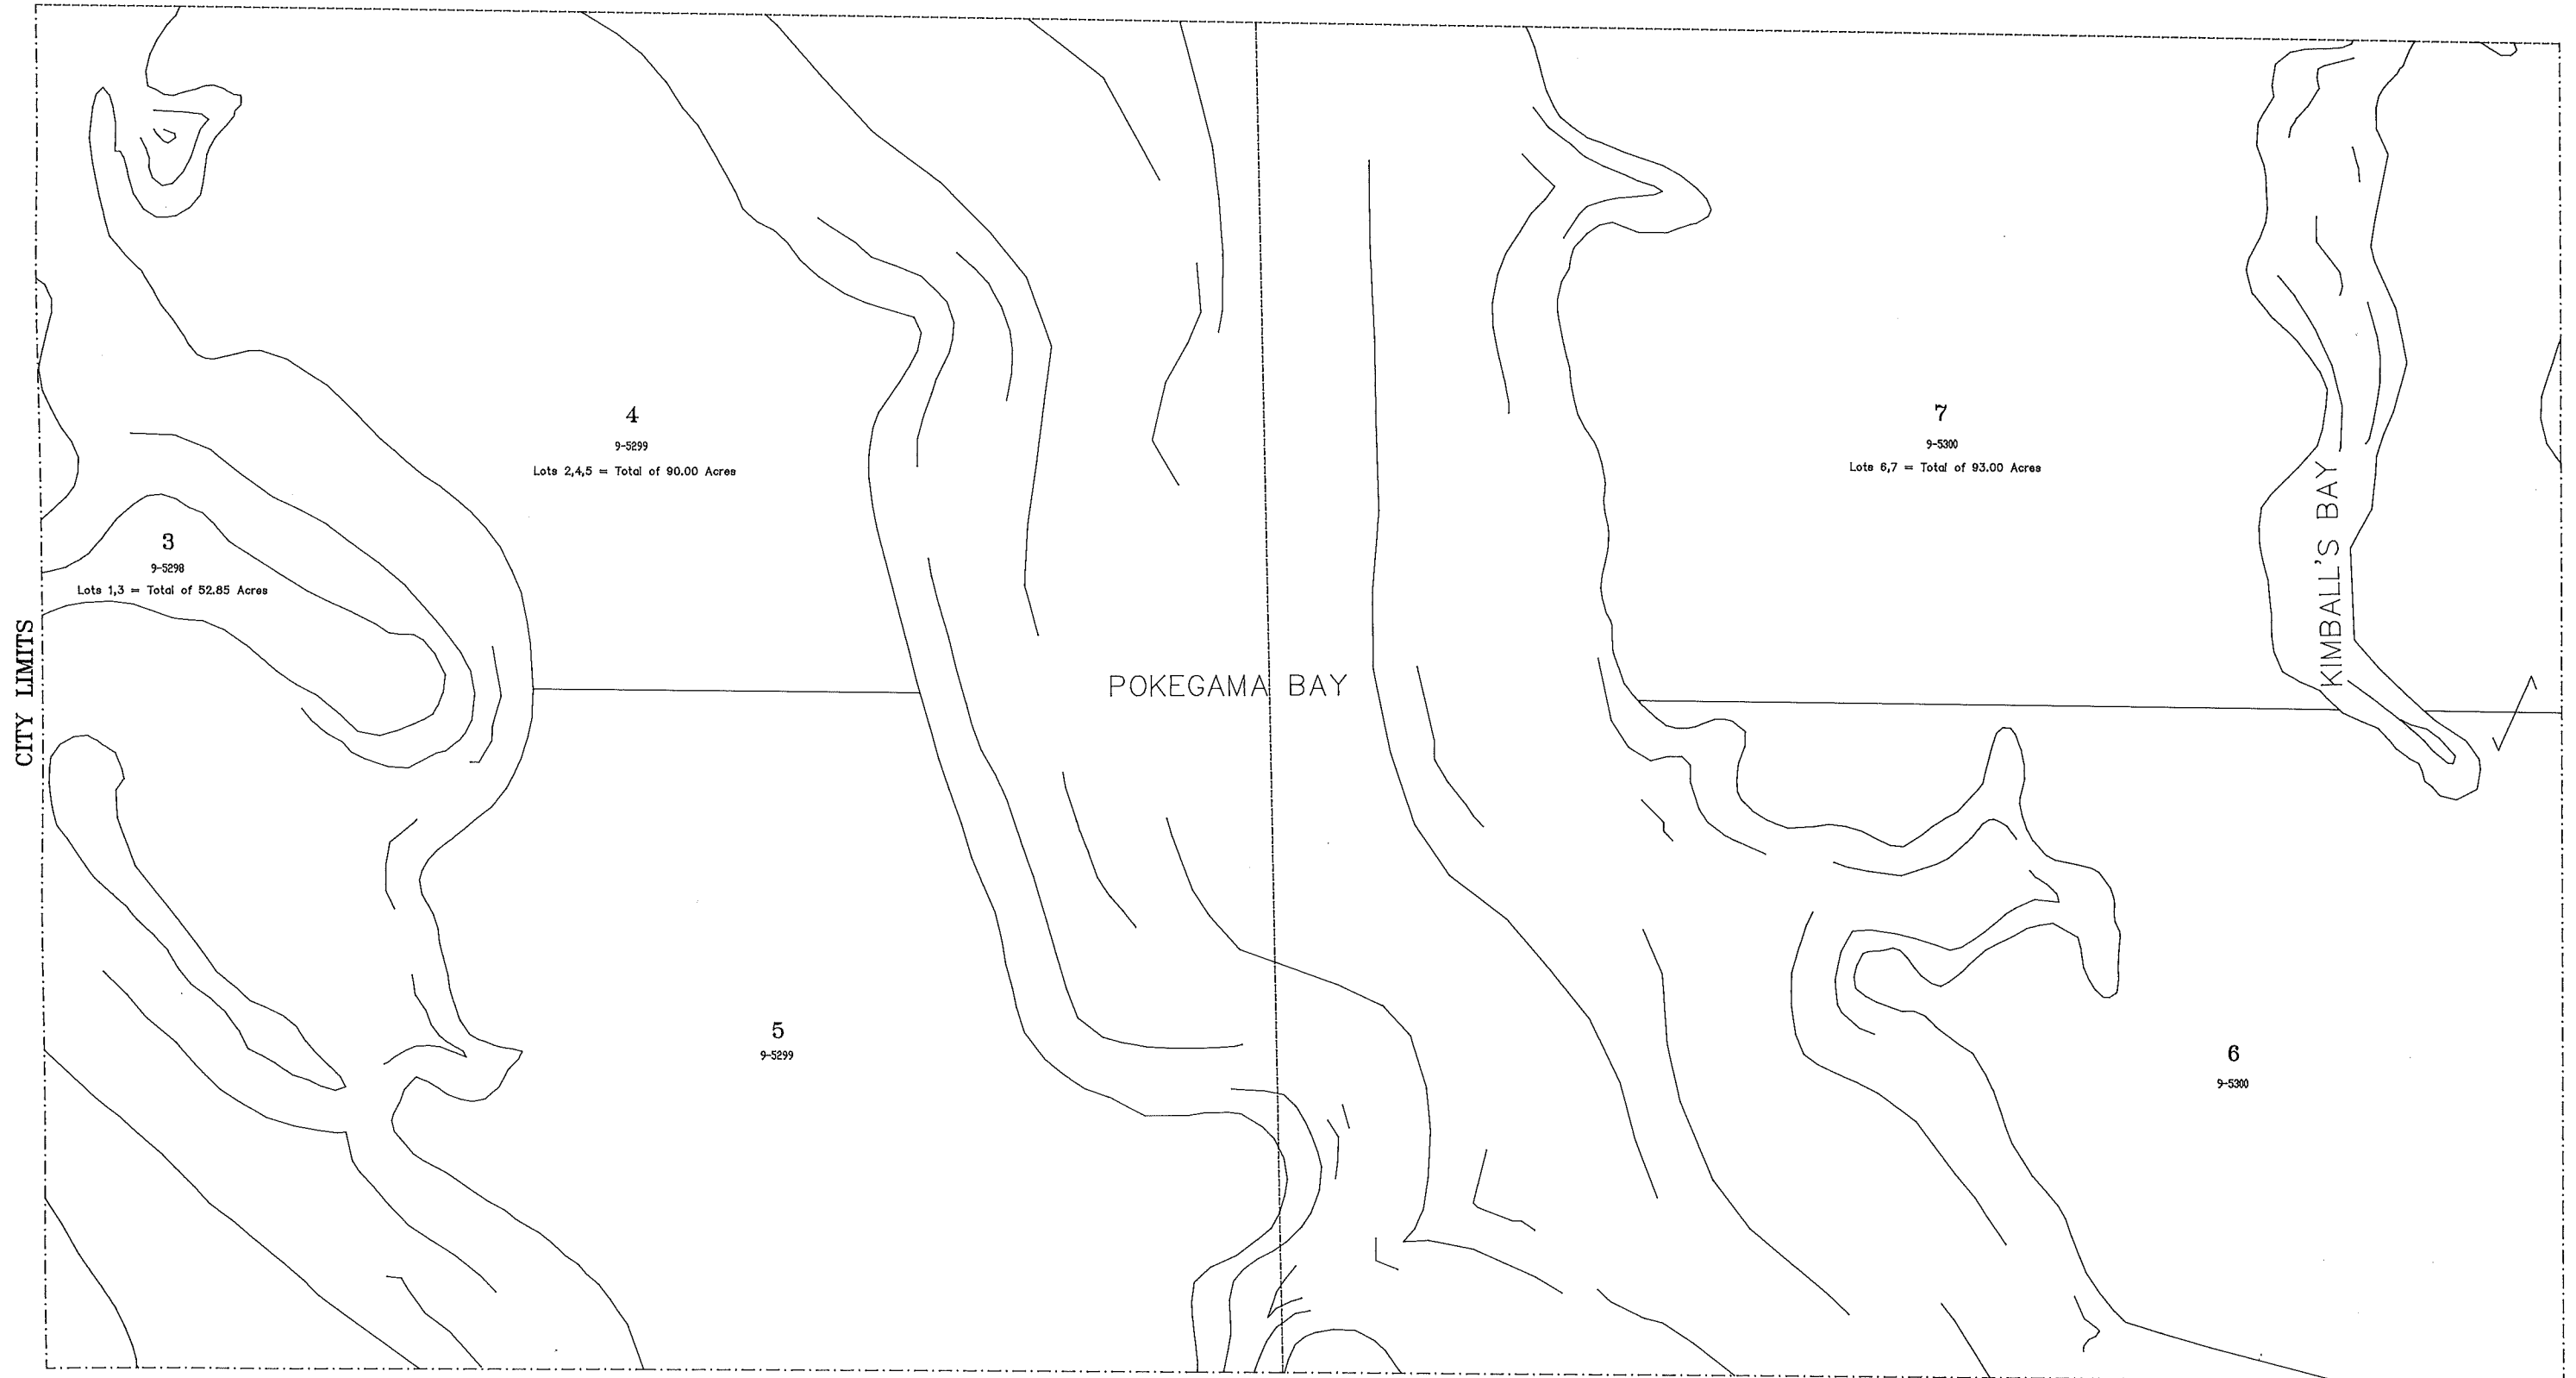 4
9-5299
Lots 2,4,5 = Total of 90.00 Acres
7
9-5300
Lots 6,7 = Total of 93.00 Acres
3
9-5298
Lots 1,3 = Total of 52.85 Acres
CITY LIMITS
POKEGAMA BAY
KIMBALL'S BAY
5
9-5299
6
9-5300